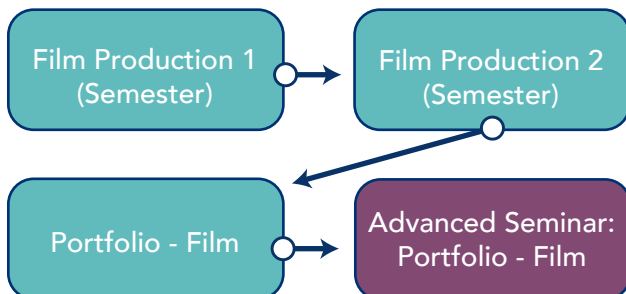 Film Production 1
(Semester)
Film Production 2
(Semester)
Portfolio - Film
Advanced Seminar:
Portfolio - Film